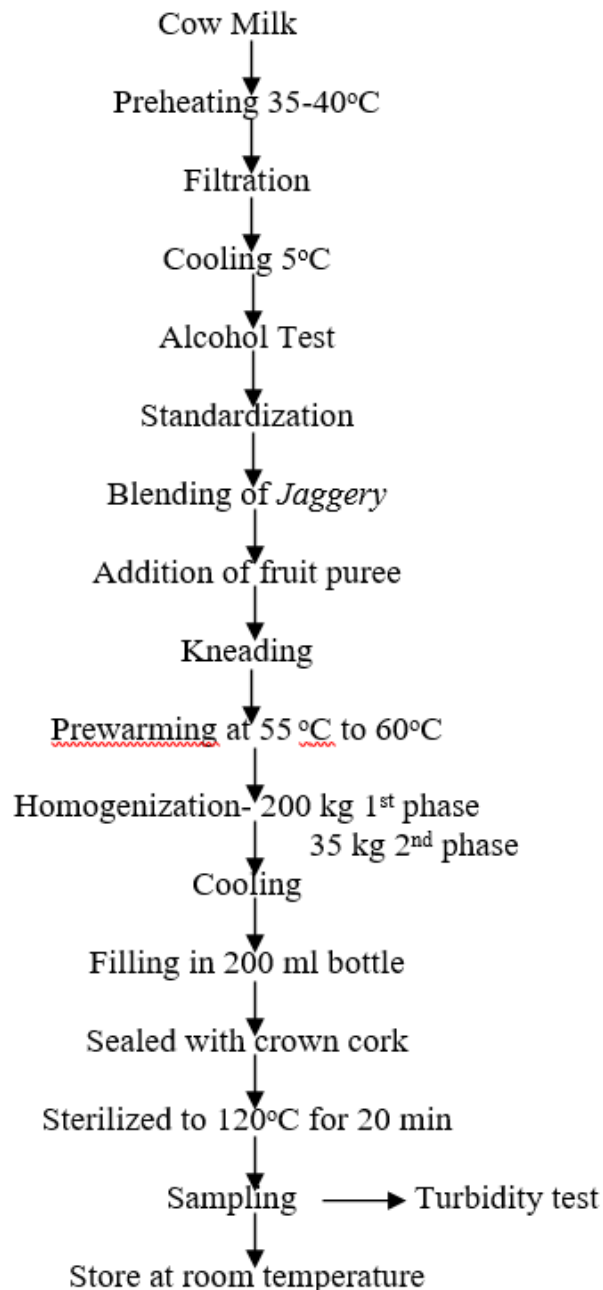 Cow Milk
Preheating 35-40ºC
Filtration
Cooling 5ºC
Alcohol Test
Standardization
Blending of Jaggery
Addition of fruit puree
Kneading
Prewarming at 55 ºC to 60ºC
Homogenization- 200 kg 1st phase
35 kg 2nd phase
Cooling
Filling in 200 ml bottle
Sealed with crown cork
Sterilized to 120ºC for 20 min
Sampling Turbidity test
Store at room temperature